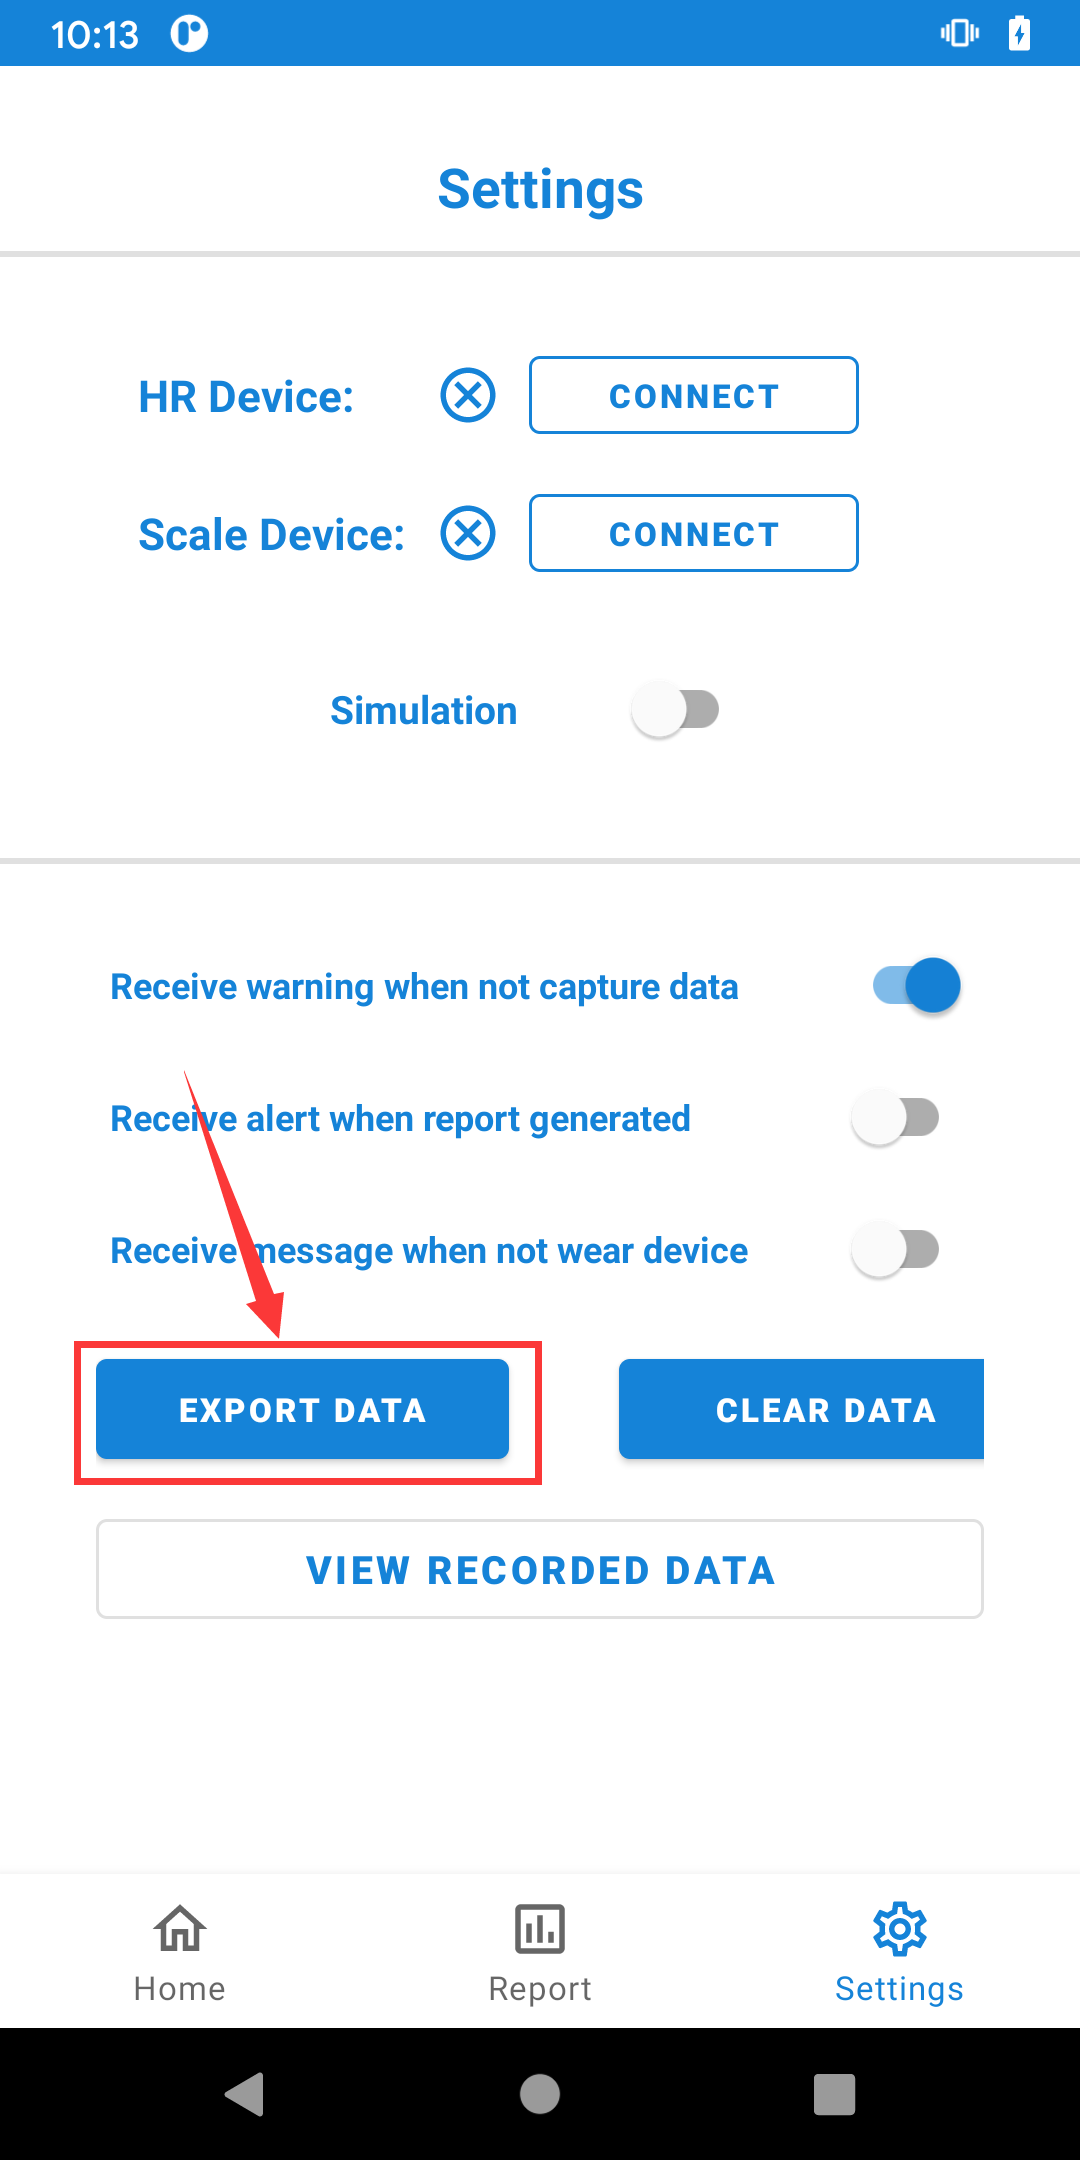 10:13
Settings
HR Device:
CONNECT
Scale Device:
CONNECT
Simulation
Receive warning when not capture data
Receive alert when report generated
Receive message when not wear device
EXPORT DATA
CLEAR DATA
VIEW RECORDED DATA
Home
Report
Settings